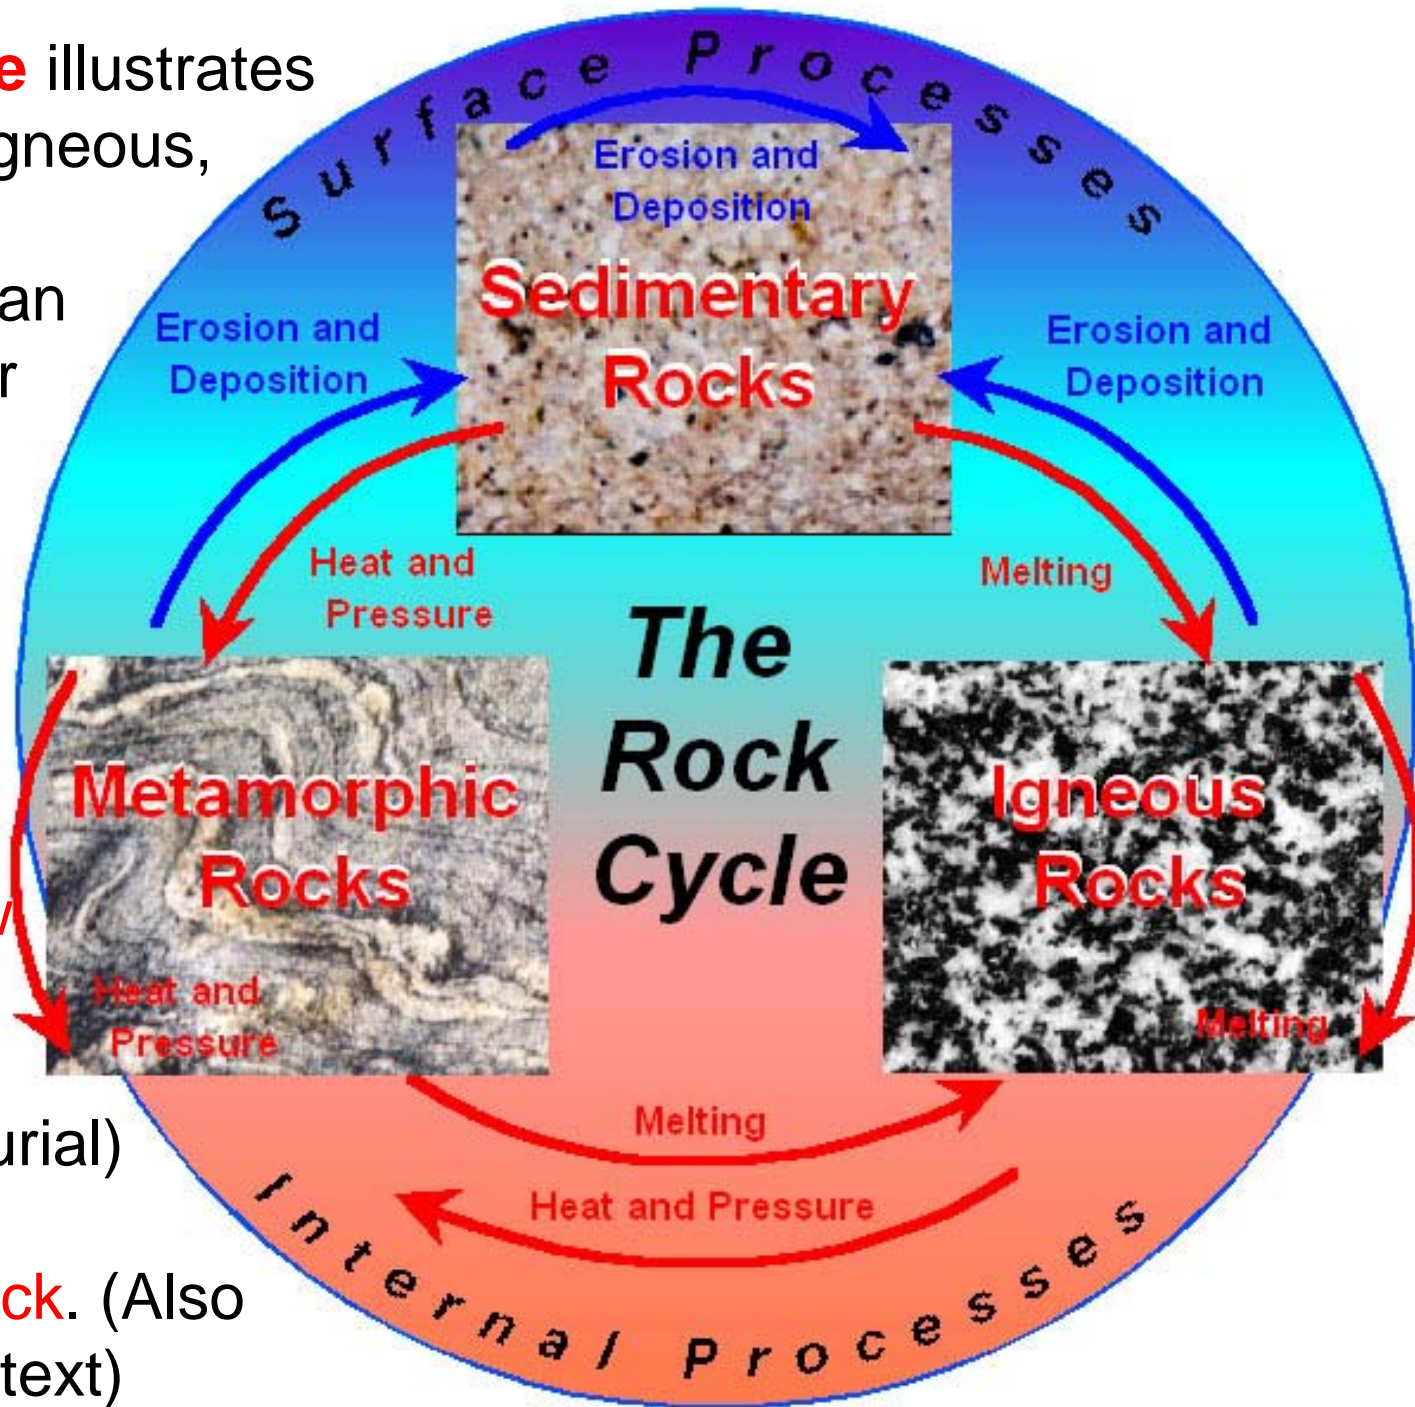 e illustrates
gneous,
an
r
urial)
ck. (Also
text)
Surface Processes
Erosion and
Deposition
Sedimentary
Rocks
Erosion and
Deposition
Erosion and
Deposition
Heat and
Pressure
Melting
The
Rock
Cycle
Metamorphic
Rocks
Heat and
Pressure
Igneous
Rocks
Melting
Melting
Heat and Pressure
Internal Processes